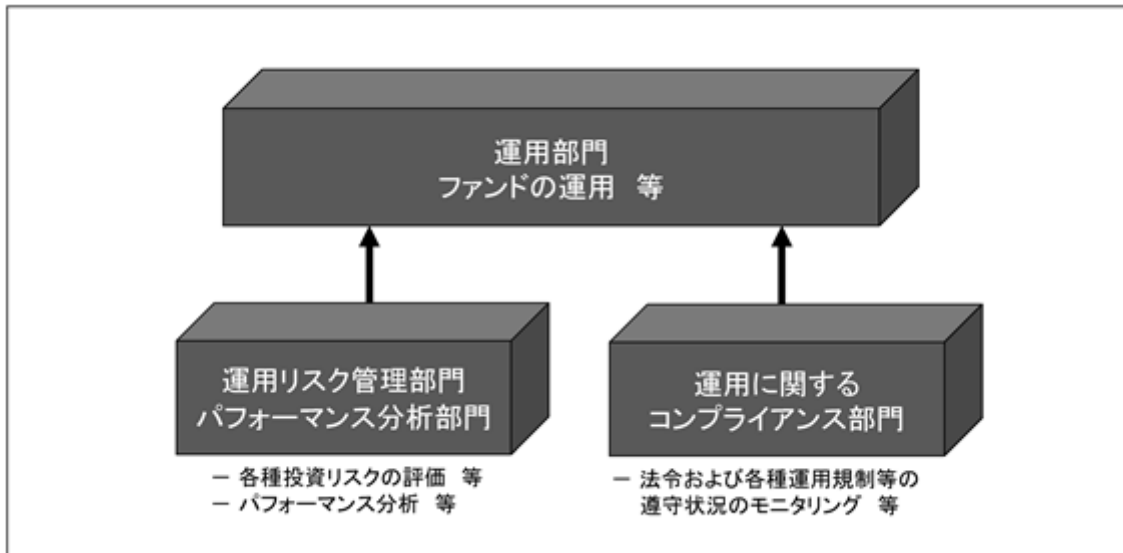 運用部門
ファンドの運用 等
運用リスク管理部門
パフォーマンス分析部門
－ 各種投資リスクの評価 等
－ パフォーマンス分析 等
運用に関する
コンプライアンス部門
－ 法令および各種運用規制等の
遵守状況のモニタリング 等